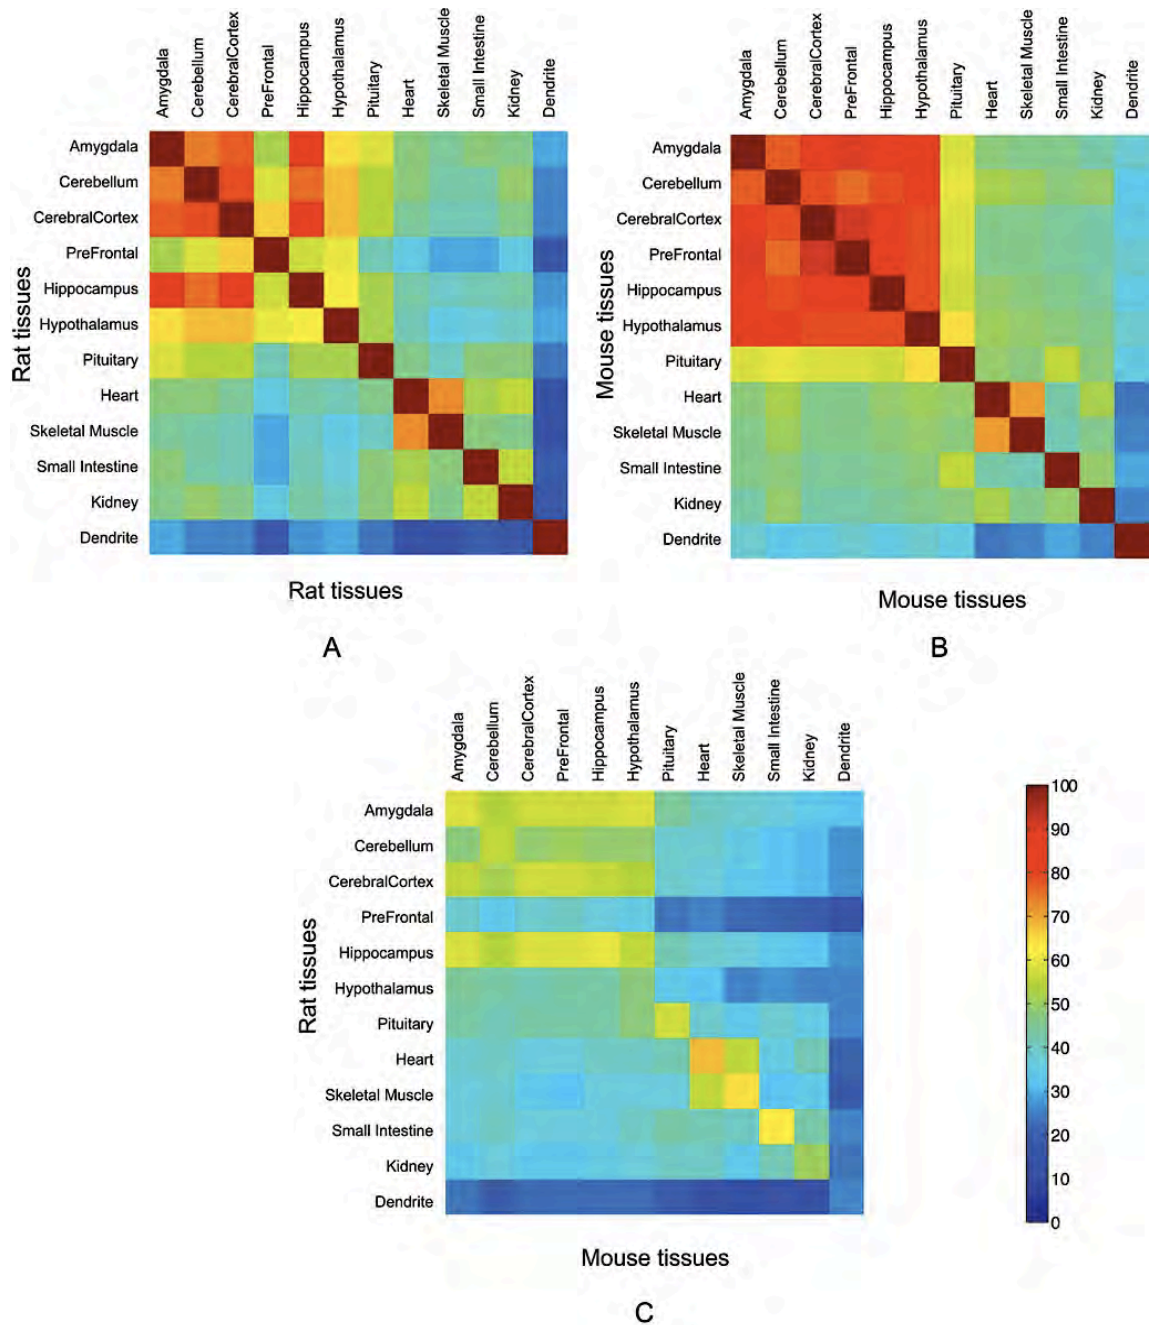 Amygdala
Cerebellum
CerebralCortex
PreFrontal
Hippocampus
Hypothalamus
Pituitary
Heart
Skeletal Muscle
Small Intestine
Kidney
Dendrite
Amygdala
Cerebellum
CerebralCortex
PreFrontal
Hippocampus
Hypothalamus
Pituitary
Heart
Skeletal Muscle
Small Intestine
Kidney
Dendrite
Rat tissues
Rat tissues
A
Amygdala
Cerebellum
CerebralCortex
PreFrontal
Hippocampus
Hypothalamus
Pituitary
Heart
Skeletal Muscle
Small Intestine
Kidney
Dendrite
Amygdala
Cerebellum
CerebralCortex
PreFrontal
Hippocampus
Hypothalamus
Pituitary
Heart
Skeletal Muscle
Small Intestine
Kidney
Dendrite
Mouse tissues
Mouse tissues
B
Amygdala
Cerebellum
CerebralCortex
PreFrontal
Hippocampus
Hypothalamus
Pituitary
Heart
Skeletal Muscle
Small Intestine
Kidney
Dendrite
Amygdala
Cerebellum
CerebralCortex
PreFrontal
Hippocampus
Hypothalamus
Pituitary
Heart
Skeletal Muscle
Small Intestine
Kidney
Dendrite
Rat tissues
Mouse tissues
C
100
90
80
70
60
50
40
30
20
10
0